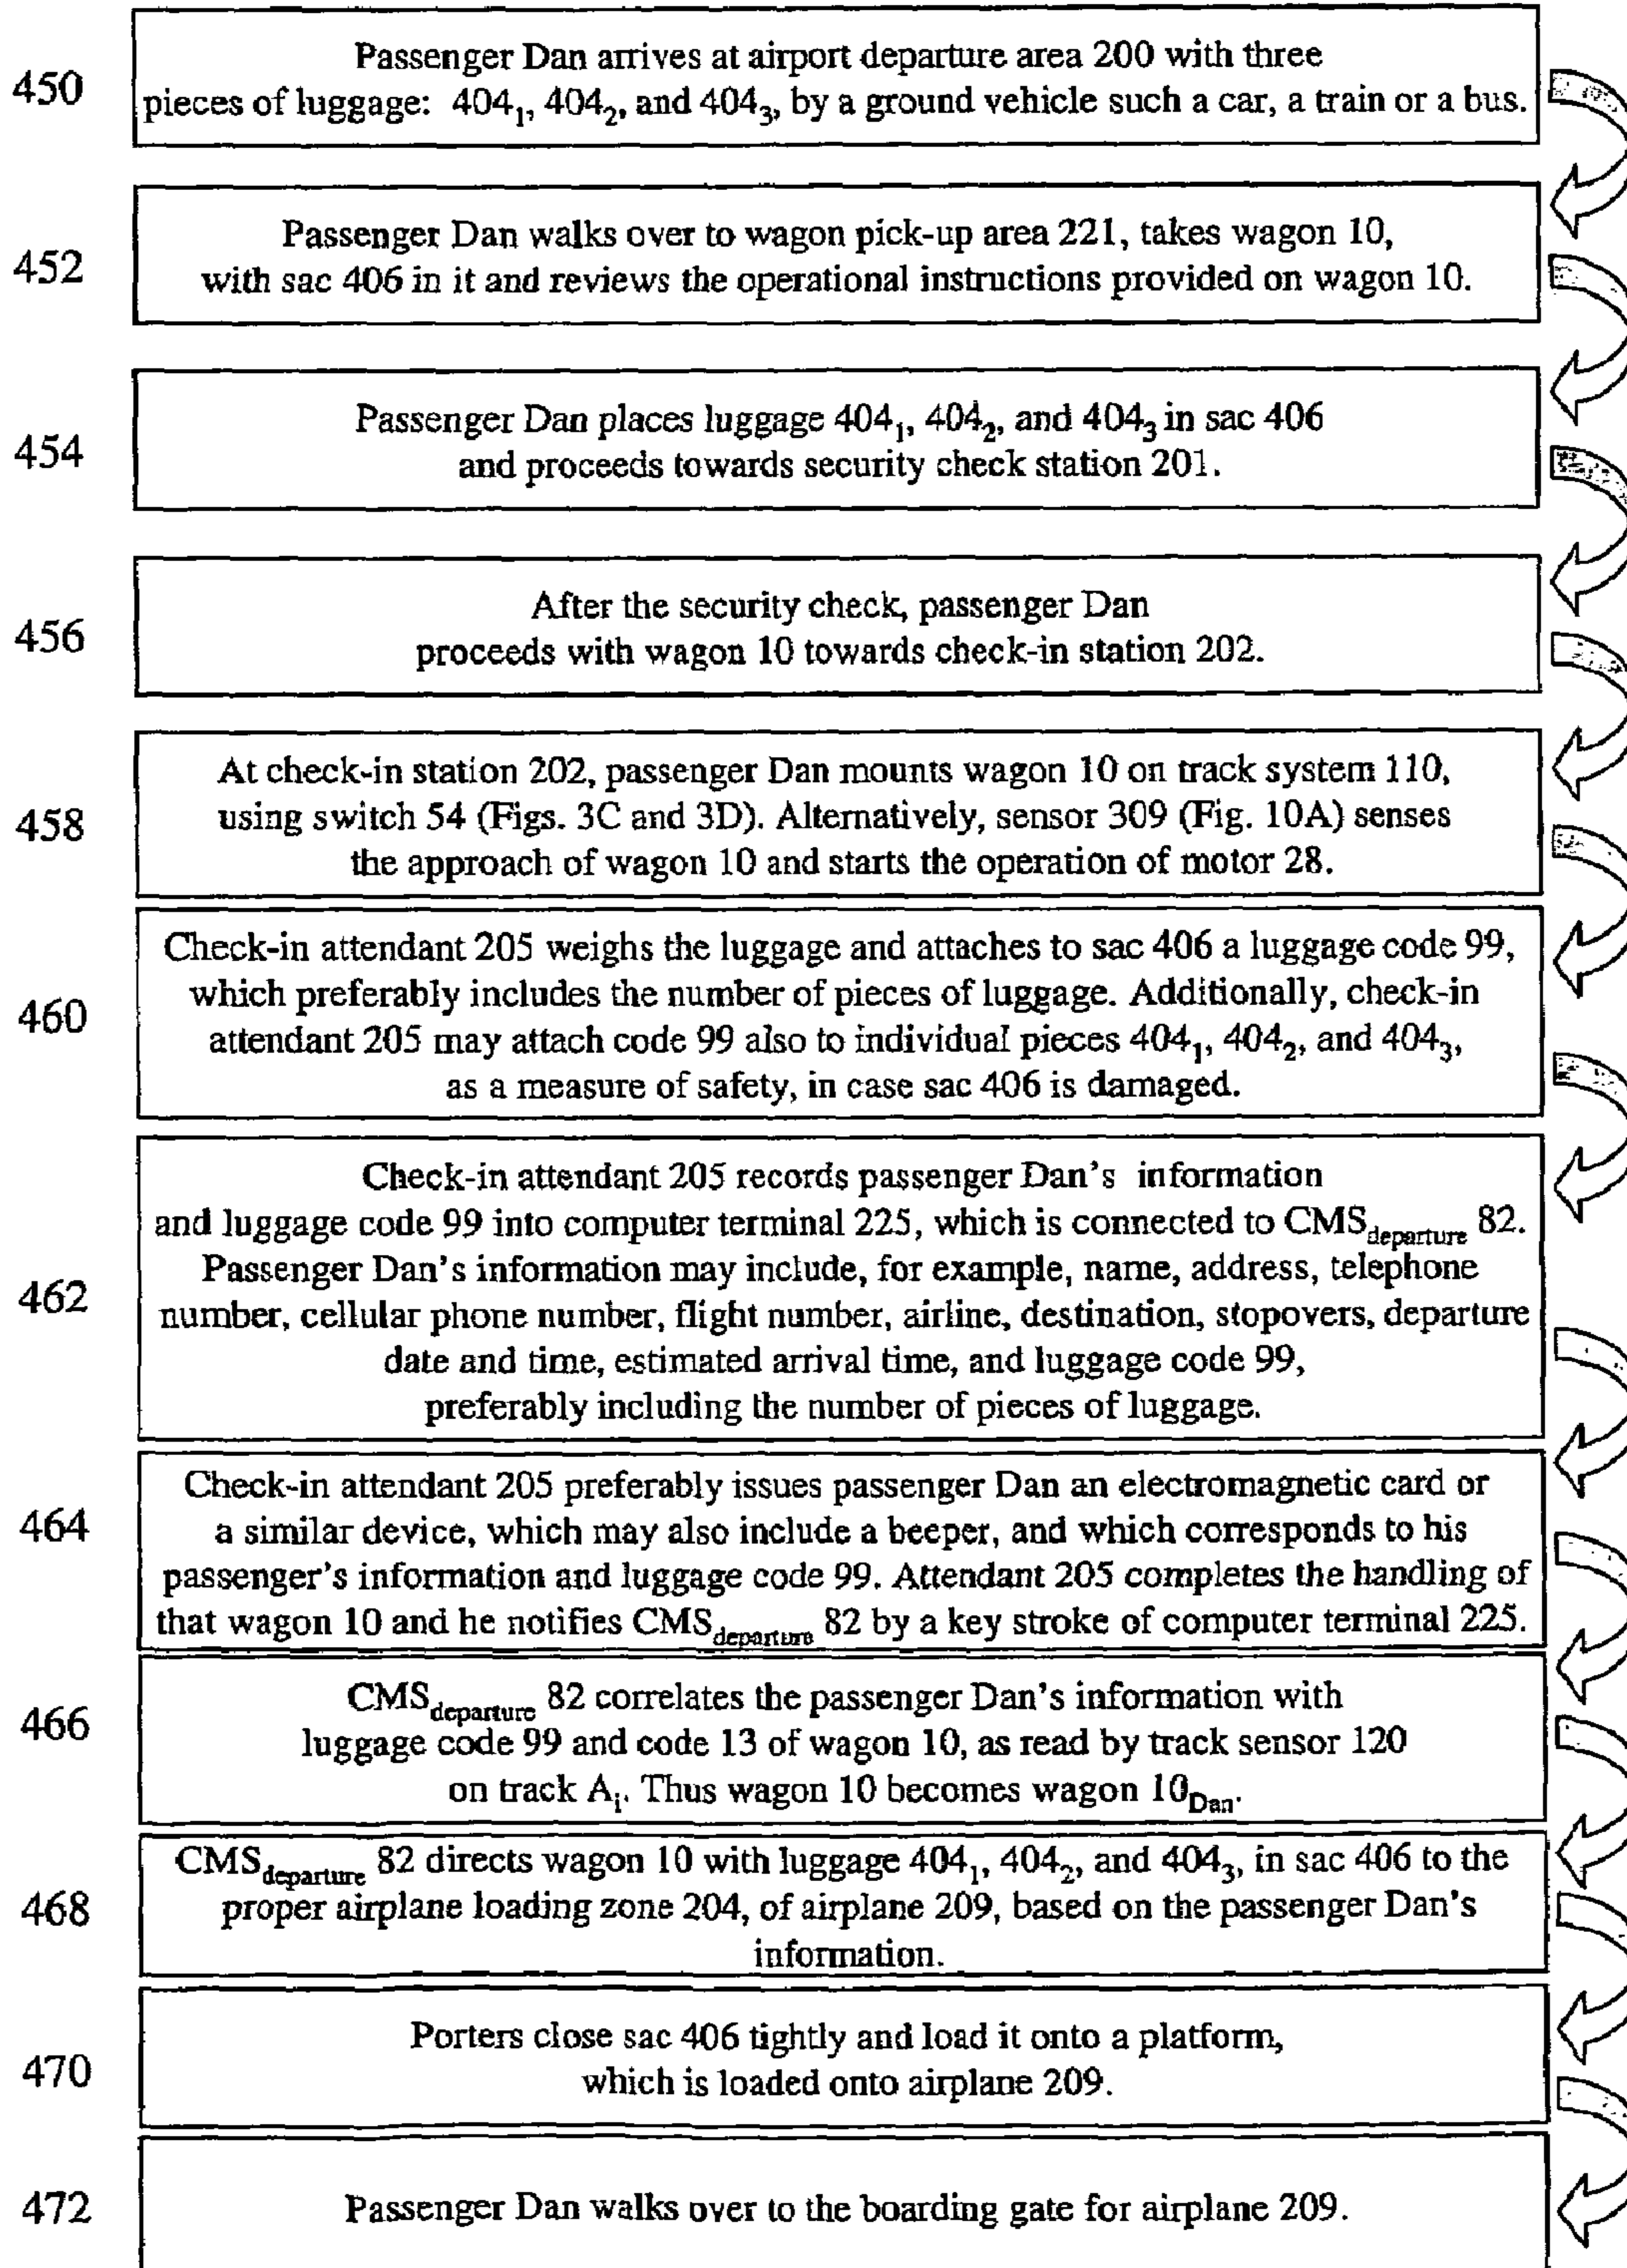 450
Passenger Dan arrives at airport departure area 200 with three
pieces of luggage: 404₁, 404₂, and 404₃, by a ground vehicle such a car, a train or a bus.
452
Passenger Dan walks over to wagon pick-up area 221, takes wagon 10,
with sac 406 in it and reviews the operational instructions provided on wagon 10.
454
Passenger Dan places luggage 404₁, 404₂, and 404₃ in sac 406
and proceeds towards security check station 201.
456
After the security check, passenger Dan
proceeds with wagon 10 towards check-in station 202.
458
At check-in station 202, passenger Dan mounts wagon 10 on track system 110,
using switch 54 (Figs. 3C and 3D). Alternatively, sensor 309 (Fig. 10A) senses
the approach of wagon 10 and starts the operation of motor 28.
460
Check-in attendant 205 weighs the luggage and attaches to sac 406 a luggage code 99,
which preferably includes the number of pieces of luggage. Additionally, check-in
attendant 205 may attach code 99 also to individual pieces 404₁, 404₂, and 404₃,
as a measure of safety, in case sac 406 is damaged.
462
Check-in attendant 205 records passenger Dan's information
and luggage code 99 into computer terminal 225, which is connected to CMS_departure 82.
Passenger Dan's information may include, for example, name, address, telephone
number, cellular phone number, flight number, airline, destination, stopovers, departure
date and time, estimated arrival time, and luggage code 99,
preferably including the number of pieces of luggage.
464
Check-in attendant 205 preferably issues passenger Dan an electromagnetic card or
a similar device, which may also include a beeper, and which corresponds to his
passenger's information and luggage code 99. Attendant 205 completes the handling of
that wagon 10 and he notifies CMS_departure 82 by a key stroke of computer terminal 225.
466
CMS_departure 82 correlates the passenger Dan's information with
luggage code 99 and code 13 of wagon 10, as read by track sensor 120
on track A_i. Thus wagon 10 becomes wagon 10_Dan.
468
CMS_departure 82 directs wagon 10 with luggage 404₁, 404₂, and 404₃, in sac 406 to the
proper airplane loading zone 204, of airplane 209, based on the passenger Dan's
information.
470
Porters close sac 406 tightly and load it onto a platform,
which is loaded onto airplane 209.
472
Passenger Dan walks over to the boarding gate for airplane 209.